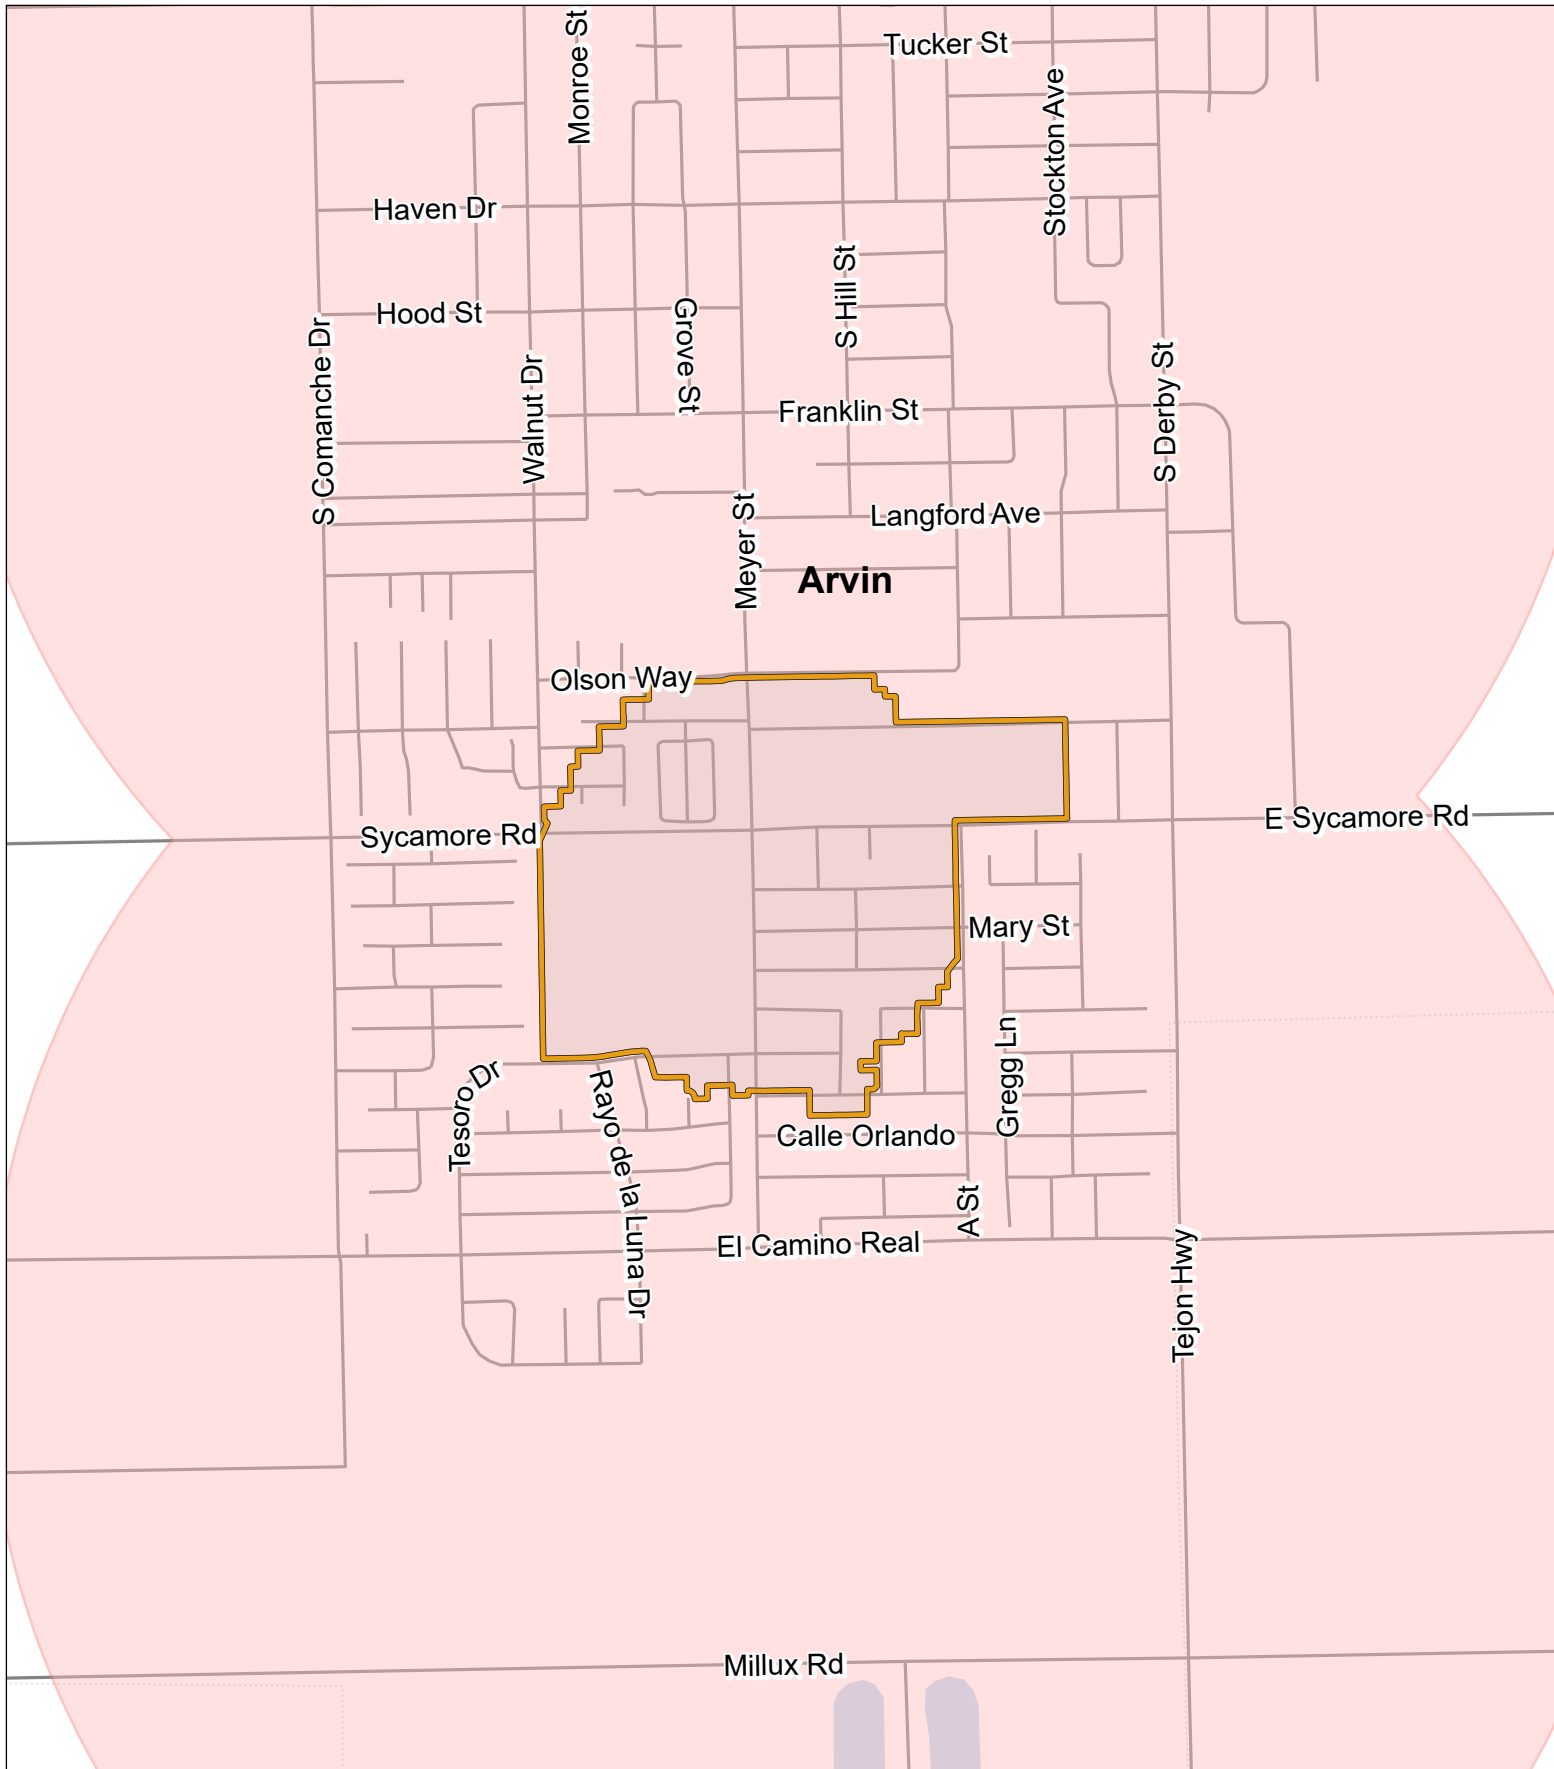 Monroe St
Tucker St
Stockton Ave
Haven Dr
S Hill St
Hood St
Grove St
S Comanche Dr
Walnut Dr
S Derby St
Franklin St
Meyer St
Langford Ave
Arvin
Olson Way
Sycamore Rd
E Sycamore Rd
Mary St
Gregg Ln
Tesoro Dr
Rayo de la Luna Dr
Calle Orlando
A St
El Camino Real
Tejon Hwy
Millux Rd